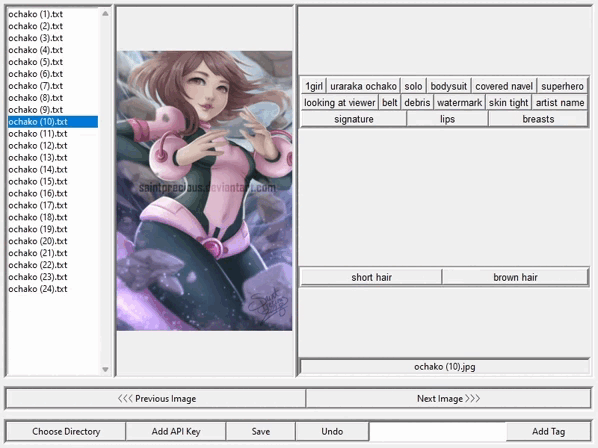 ochako (1).txt
ochako (2).txt
ochako (3).txt
ochako (4).txt
ochako (5).txt
ochako (6).txt
ochako (7).txt
ochako (8).txt
ochako (9).txt
ochako (10).txt
ochako (11).txt
ochako (12).txt
ochako (13).txt
ochako (14).txt
ochako (15).txt
ochako (16).txt
ochako (17).txt
ochako (18).txt
ochako (19).txt
ochako (20).txt
ochako (21).txt
ochako (22).txt
ochako (23).txt
ochako (24).txt
saintprecious.deviantart.com
1girl uraraka ochako solo bodysuit covered navel superhero
looking at viewer belt debris watermark skin tight artist name
signature lips breasts
short hair brown hair
ochako (10).jpg
<<< Previous Image Next Image >>>
Choose Directory Add API Key Save Undo Add Tag